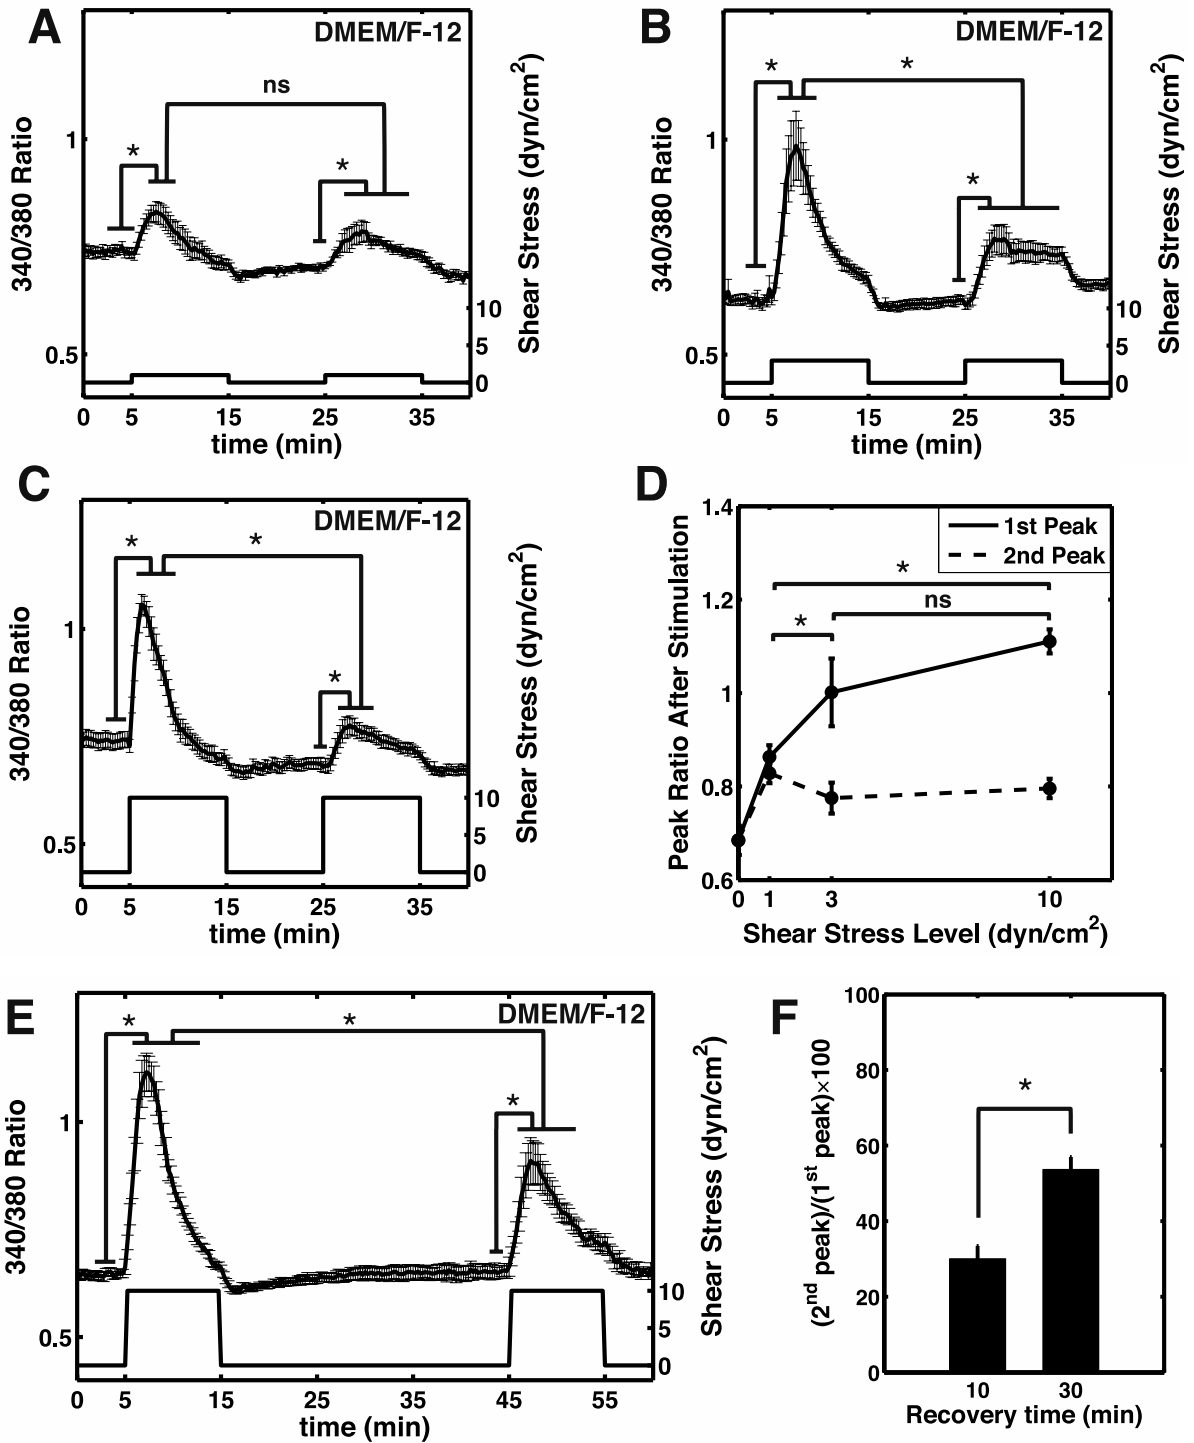 A
DMEM/F-12
ns
*
*
340/380 Ratio
1
0.5
Shear Stress (dyn/cm²)
10
5
0
0 5 15 25 35
time (min)
B
DMEM/F-12
*
*
*
340/380 Ratio
1
0.5
Shear Stress (dyn/cm²)
10
5
0
0 5 15 25 35
time (min)
C
DMEM/F-12
*
*
*
340/380 Ratio
1
0.5
Shear Stress (dyn/cm²)
10
5
0
0 5 15 25 35
time (min)
D
1st Peak
2nd Peak
*
ns
*
Peak Ratio After Stimulation
1.4
1.2
1
0.8
0.6
0 1 3 10
Shear Stress Level (dyn/cm²)
E
DMEM/F-12
*
*
*
340/380 Ratio
1
0.5
Shear Stress (dyn/cm²)
10
5
0
0 5 15 25 35 45 55
time (min)
F
*
(2ⁿᵈ peak)/(1ˢᵗ peak)×100
100
80
60
40
20
0
10 30
Recovery time (min)